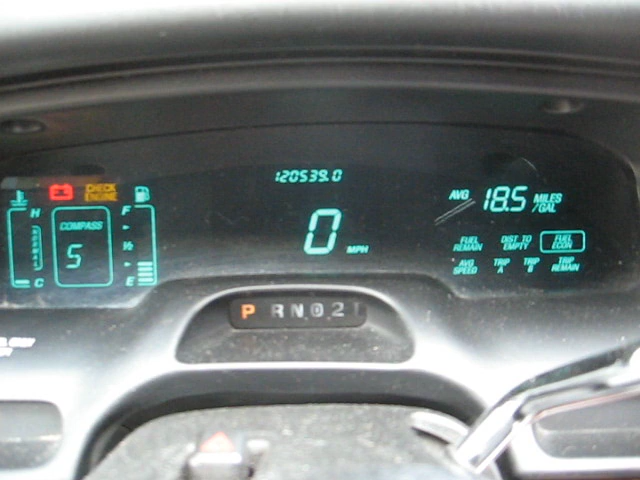 120539.0
CHECK
ENGINE
AVG 18.5 MILES
/GAL
H
F
COMPASS
S
1/2
C
E
0 MPH
FUEL
REMAIN
DIST TO
EMPTY
FUEL
ECON
AVG
SPEED
TRIP
A
TRIP
B
TRIP
REMAIN
P R N D 2 1